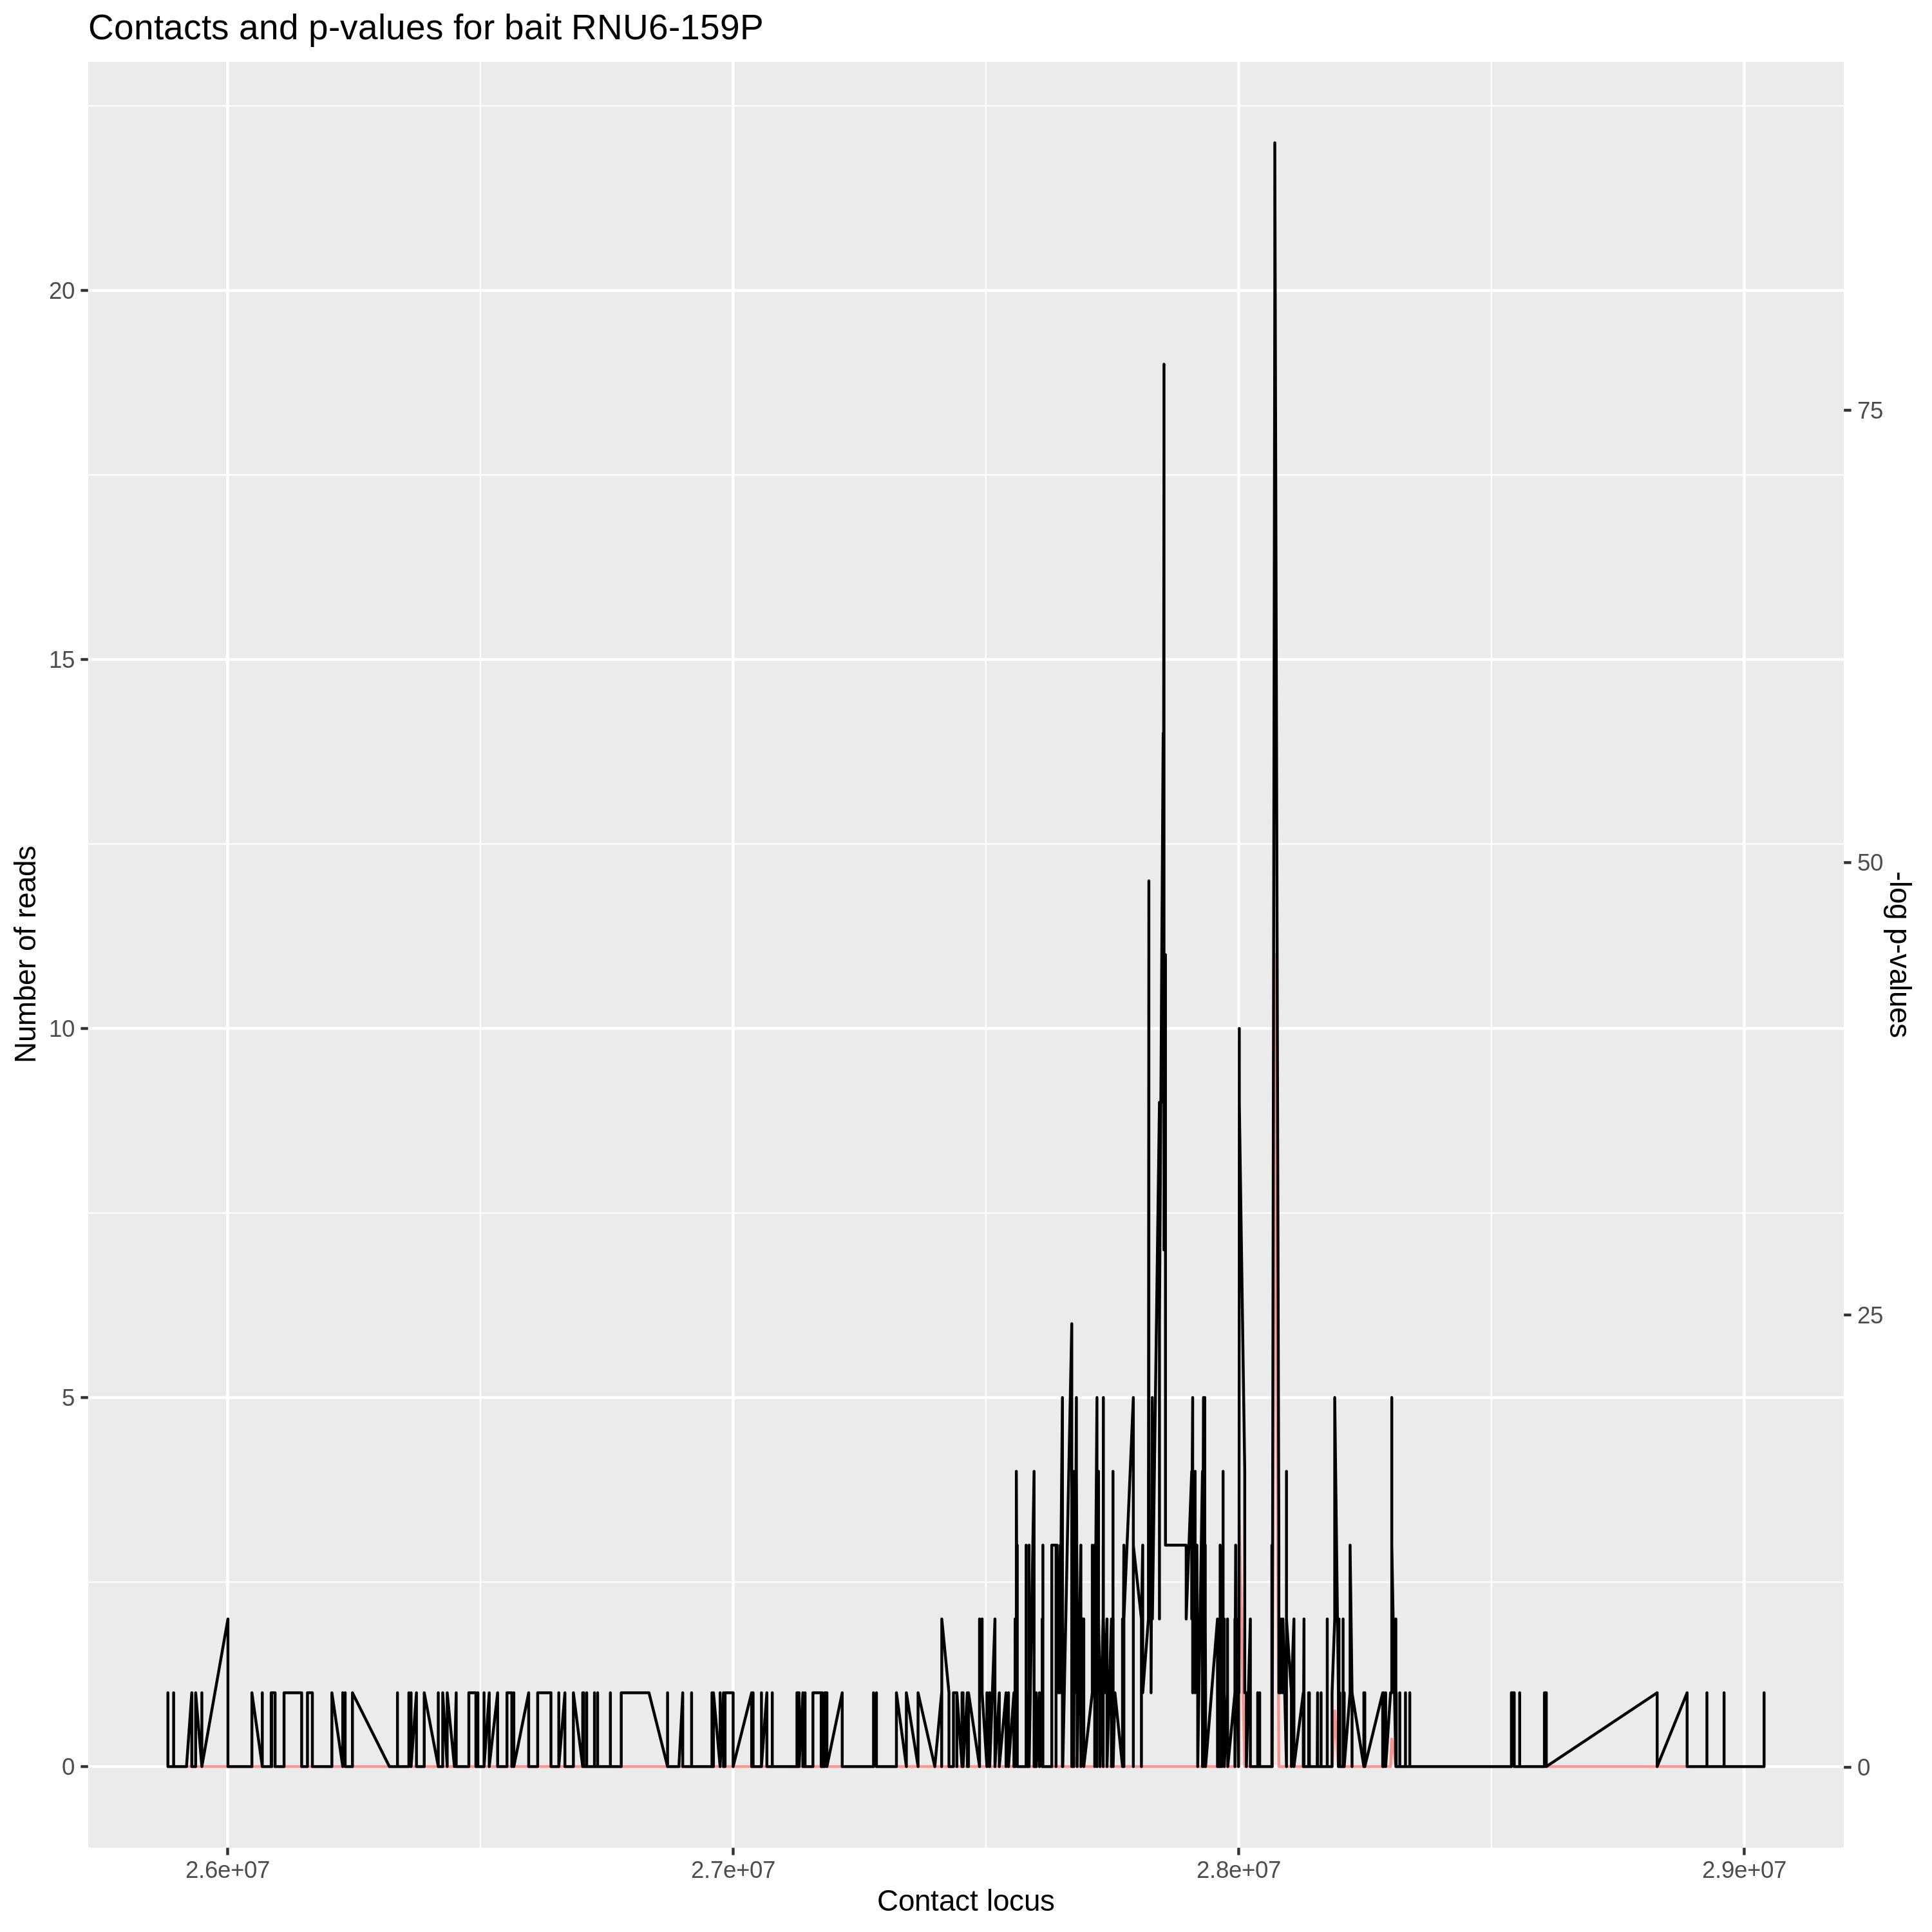 Contacts and p-values for bait RNU6-159P
Number of reads
20
15
10
5
0
75
50
25
0
-log p-values
2.6e+07
2.7e+07
2.8e+07
2.9e+07
Contact locus